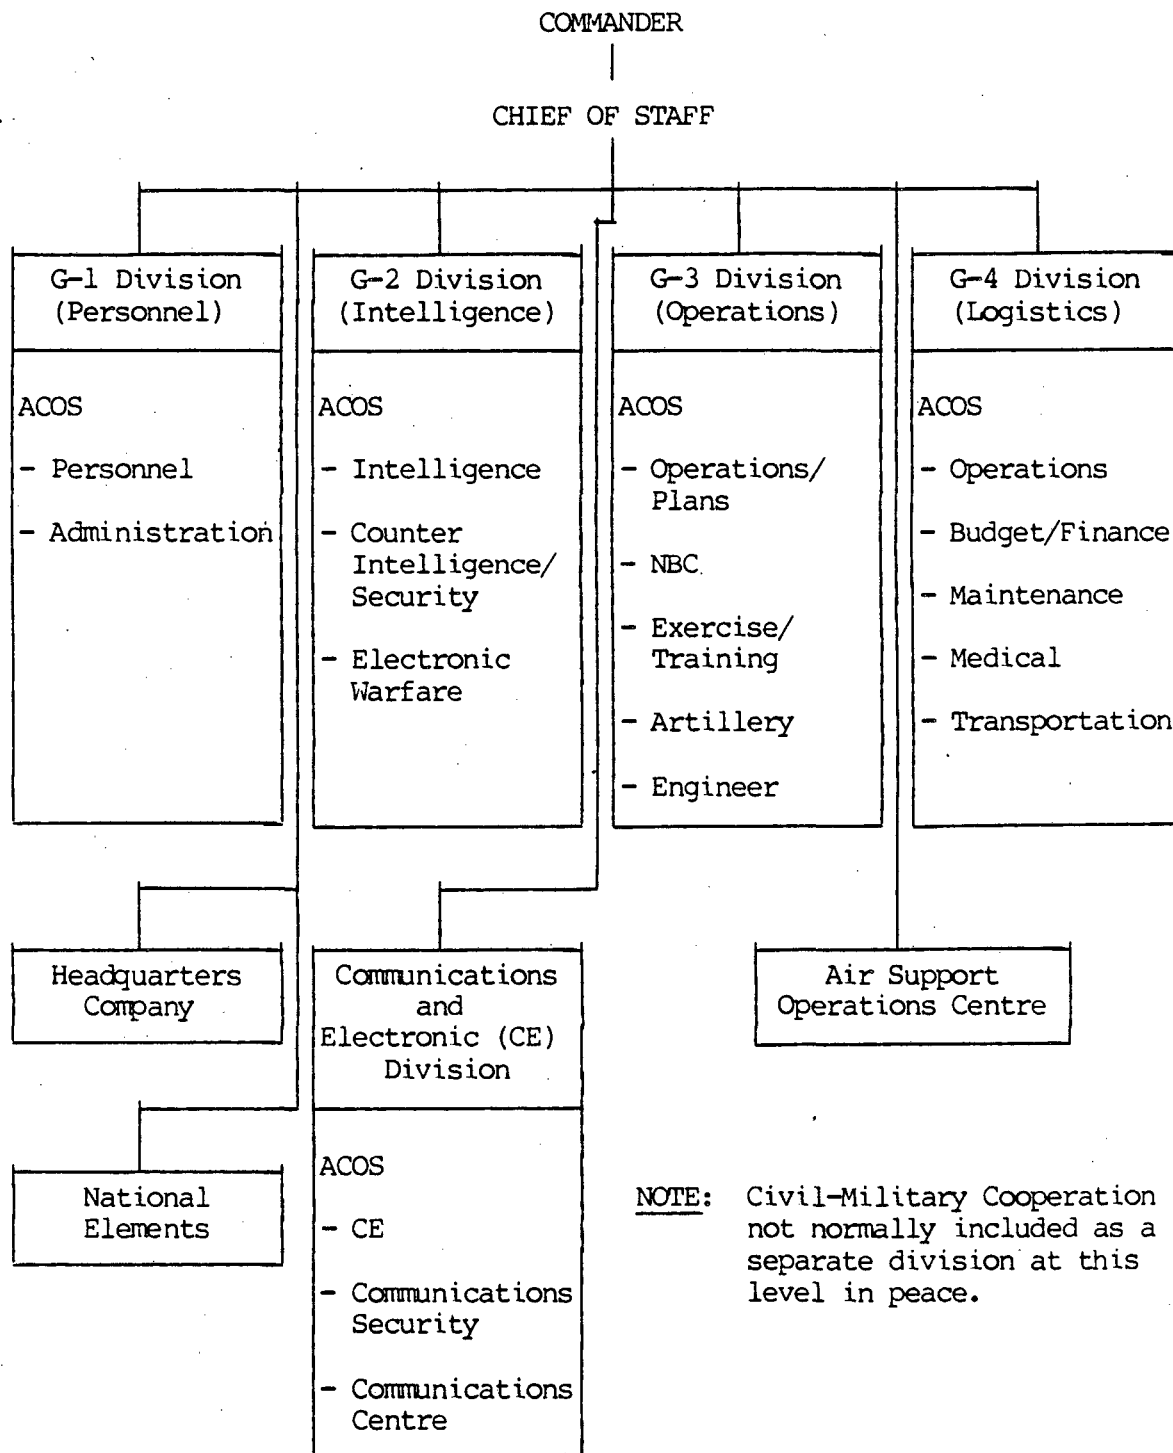 COMMANDER
CHIEF OF STAFF
G-1 Division
(Personnel)
ACOS
- Personnel
- Administration
G-2 Division
(Intelligence)
ACOS
- Intelligence
- Counter
Intelligence/
Security
- Electronic
Warfare
G-3 Division
(Operations)
ACOS
- Operations/
Plans
- NBC
- Exercise/
Training
- Artillery
- Engineer
G-4 Division
(Logistics)
ACOS
- Operations
- Budget/Finance
- Maintenance
- Medical
- Transportation
Headquarters
Company
National
Elements
Communications
and
Electronic (CE)
Division
ACOS
- CE
- Communications
Security
- Communications
Centre
Air Support
Operations Centre
NOTE: Civil-Military Cooperation
not normally included as a
separate division at this
level in peace.